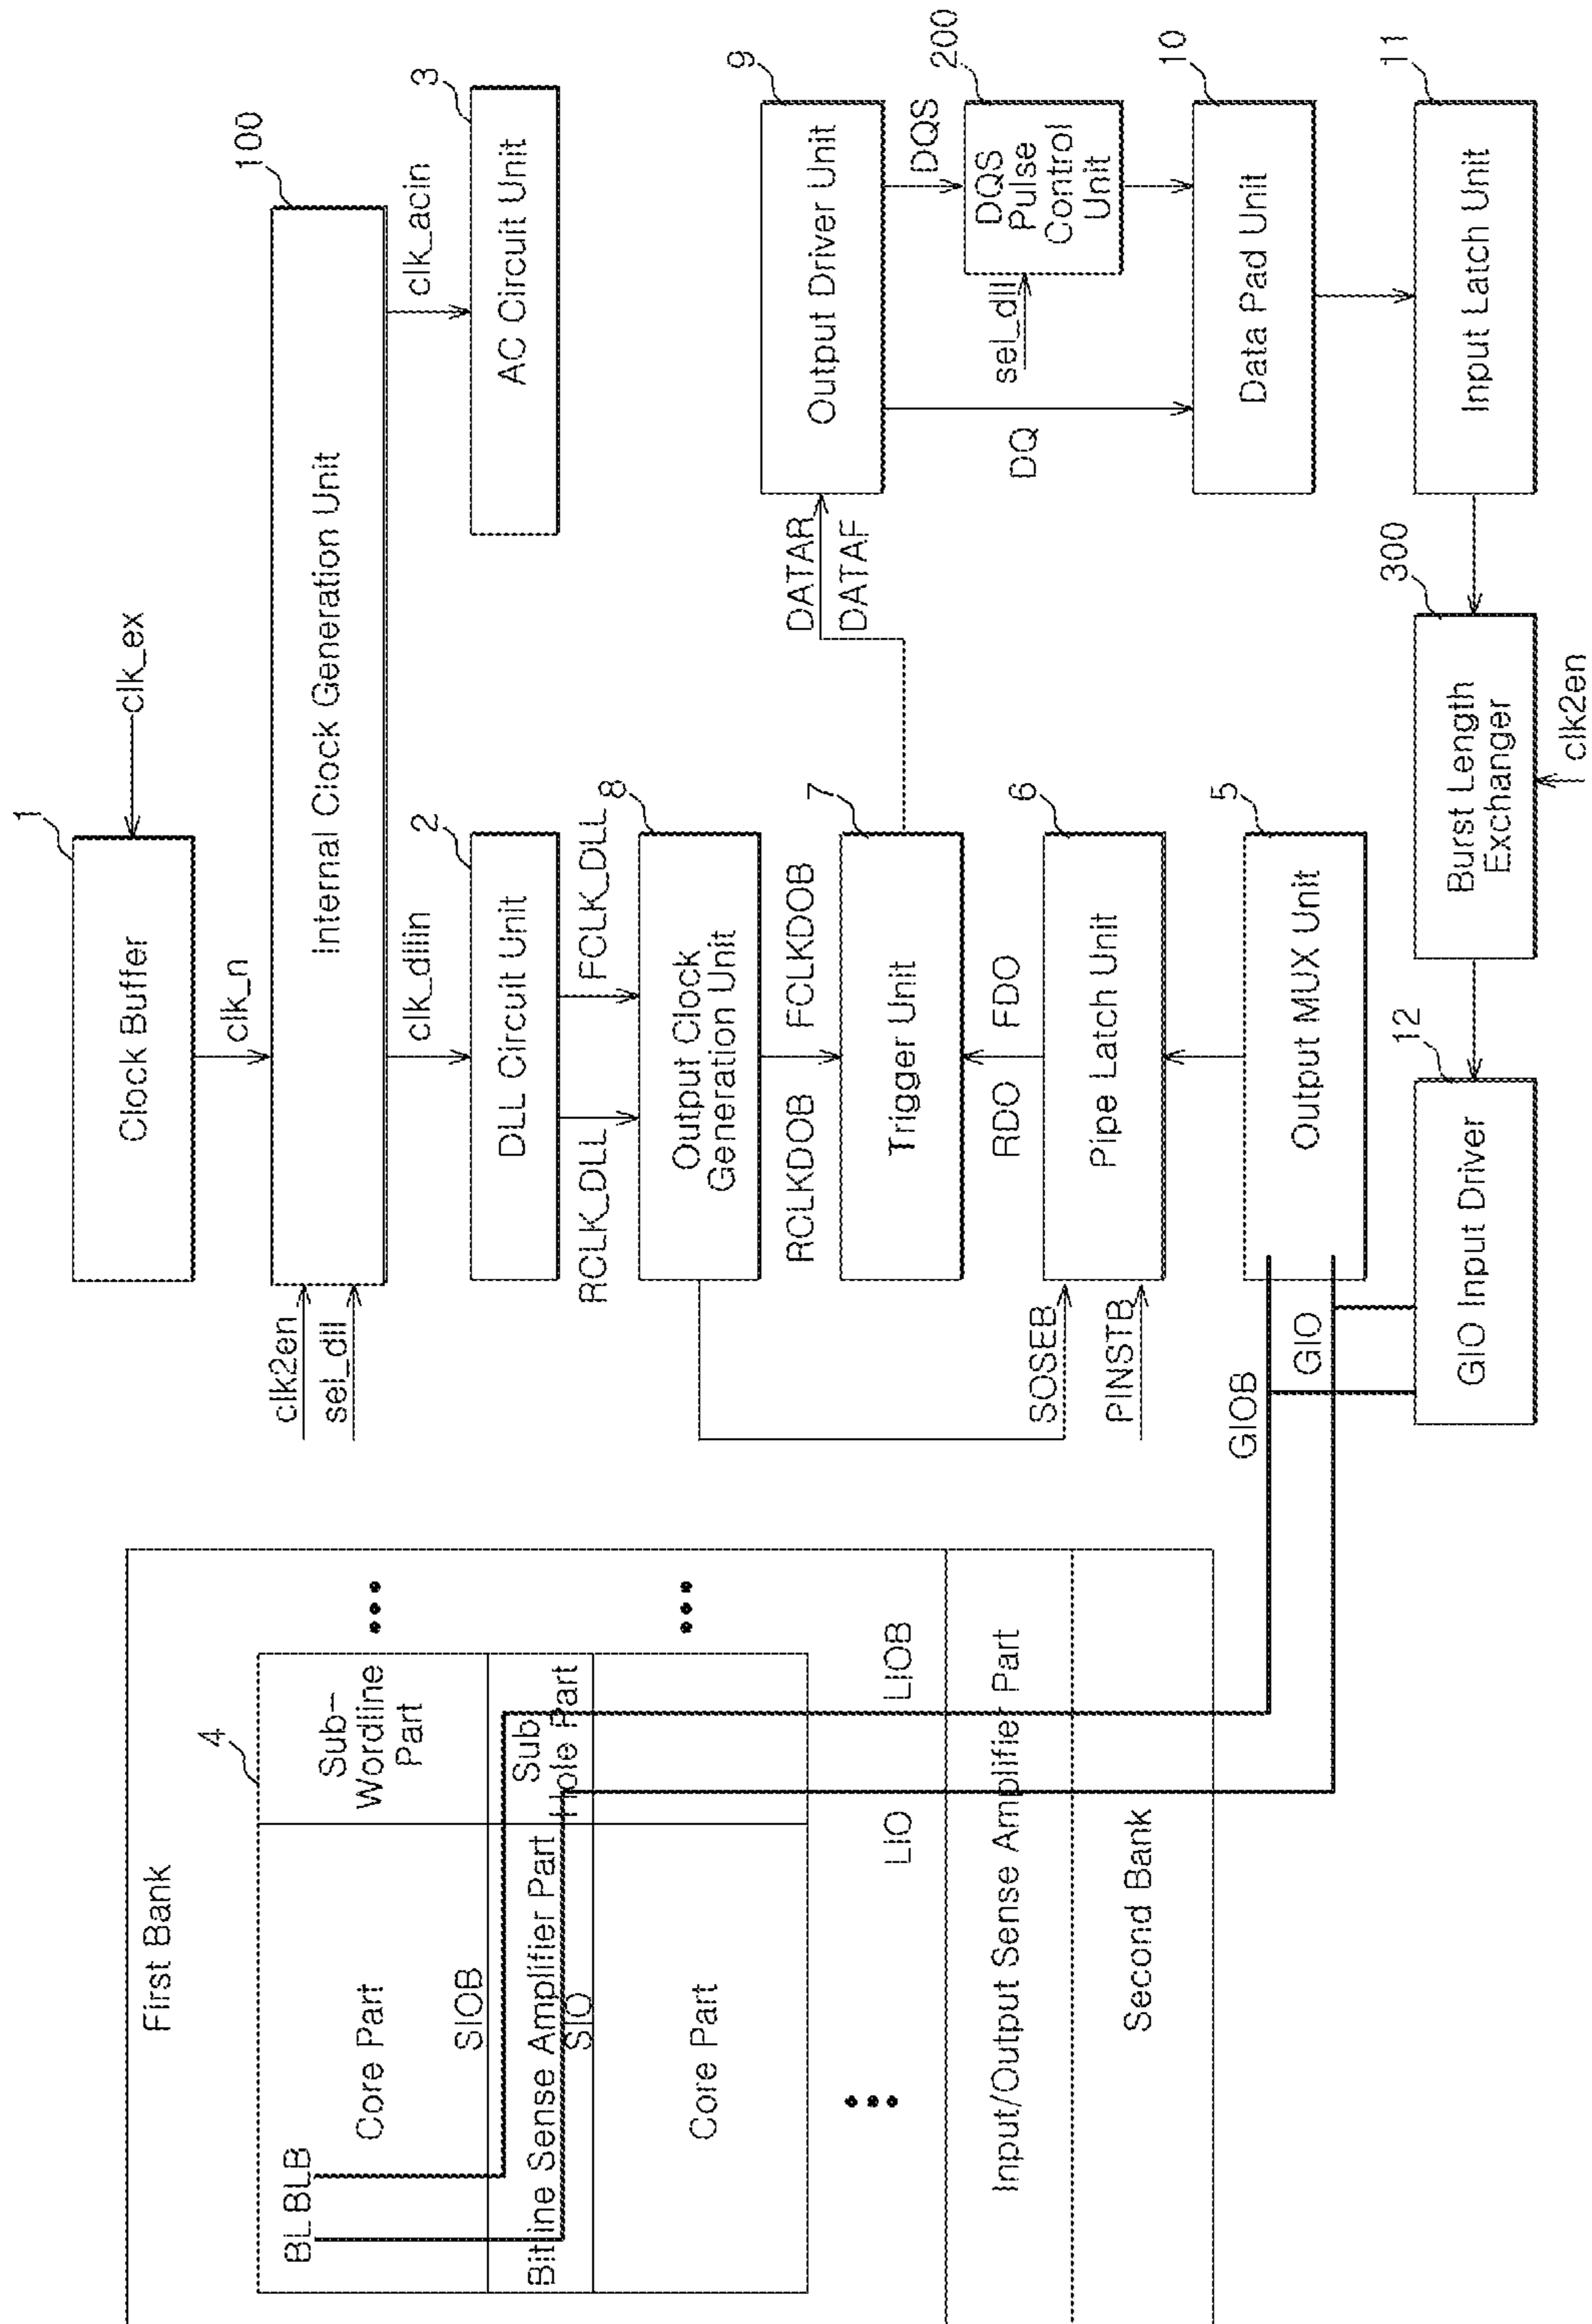 First Bank
4
Core Part
Sub-
Wordline
Part
BL
BLB
SIOB
Bitline Sense Amplifier Part
SIO
Sub
Hole Part
Core Part
LIO
LIOB
Input/Output Sense Amplifier Part
Second Bank
clk_ex
1
Clock Buffer
clk_n
clk2en
sel_dll
100
Internal Clock Generation Unit
clk_dllin
clk_acin
2
DLL Circuit Unit
3
AC Circuit Unit
RCLK_DLL
FCLK_DLL
8
Output Clock
Generation Unit
RCLKDOB
FCLKDOB
7
Trigger Unit
RDO
FDO
SOSEB
PINSTB
6
Pipe Latch Unit
5
Output MUX Unit
GIOB
GIO
DATAR
DATAF
9
Output Driver Unit
DQS
DQ
sel_dll
200
DQS
Pulse
Control
Unit
10
Data Pad Unit
11
Input Latch Unit
300
Burst Length
Exchanger
clk2en
12
GIO Input Driver